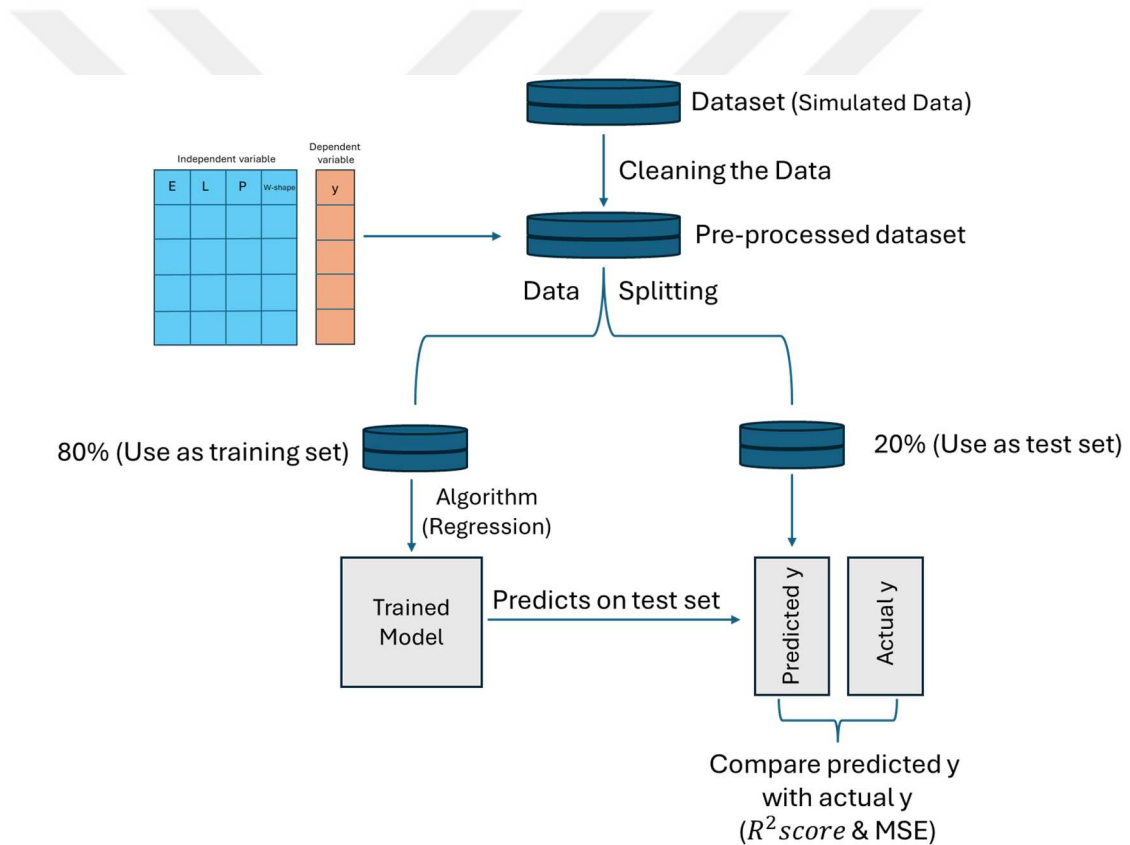 Dataset (Simulated Data)
Cleaning the Data
Independent variable
Dependent
variable
E L P W-shape y
Pre-processed dataset
Data Splitting
80% (Use as training set)
20% (Use as test set)
Algorithm
(Regression)
Trained
Model
Predicts on test set
Predicted y
Actual y
Compare predicted y
with actual y
(R² score & MSE)